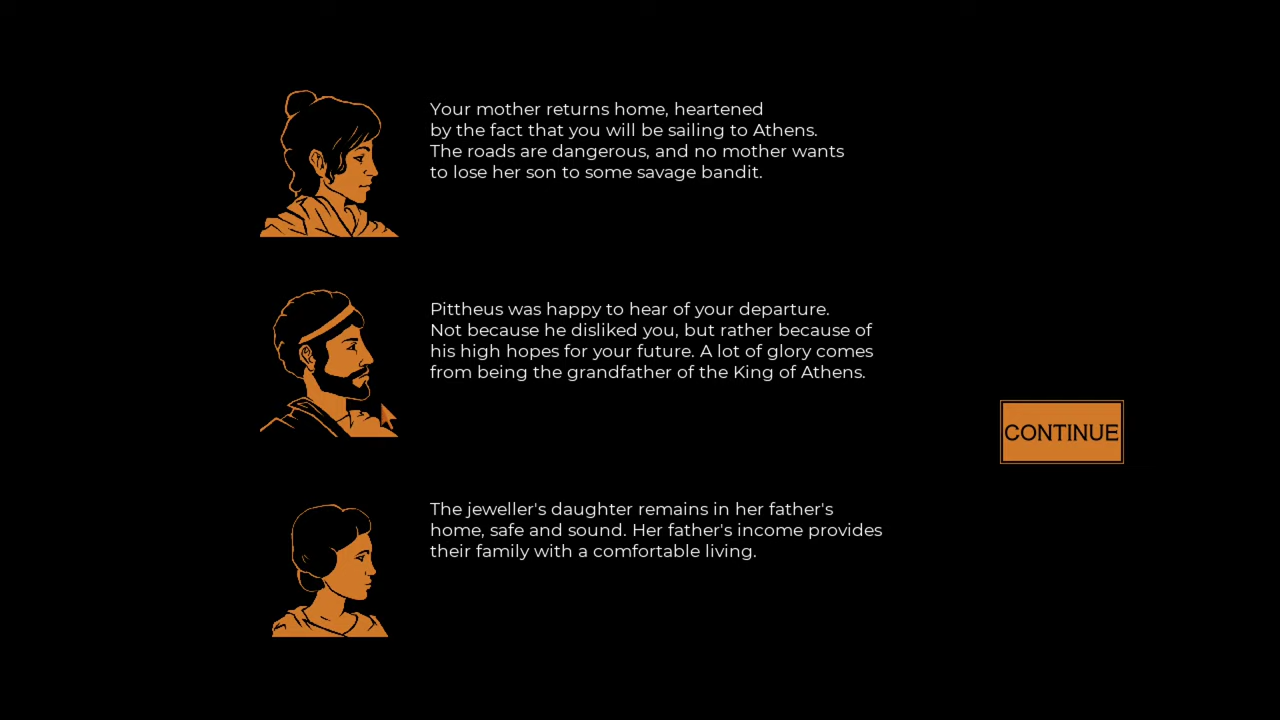 Your mother returns home, heartened
by the fact that you will be sailing to Athens.
The roads are dangerous, and no mother wants
to lose her son to some savage bandit.
Pittheus was happy to hear of your departure.
Not because he disliked you, but rather because of
his high hopes for your future. A lot of glory comes
from being the grandfather of the King of Athens.
CONTINUE
The jeweller's daughter remains in her father's
home, safe and sound. Her father's income provides
their family with a comfortable living.